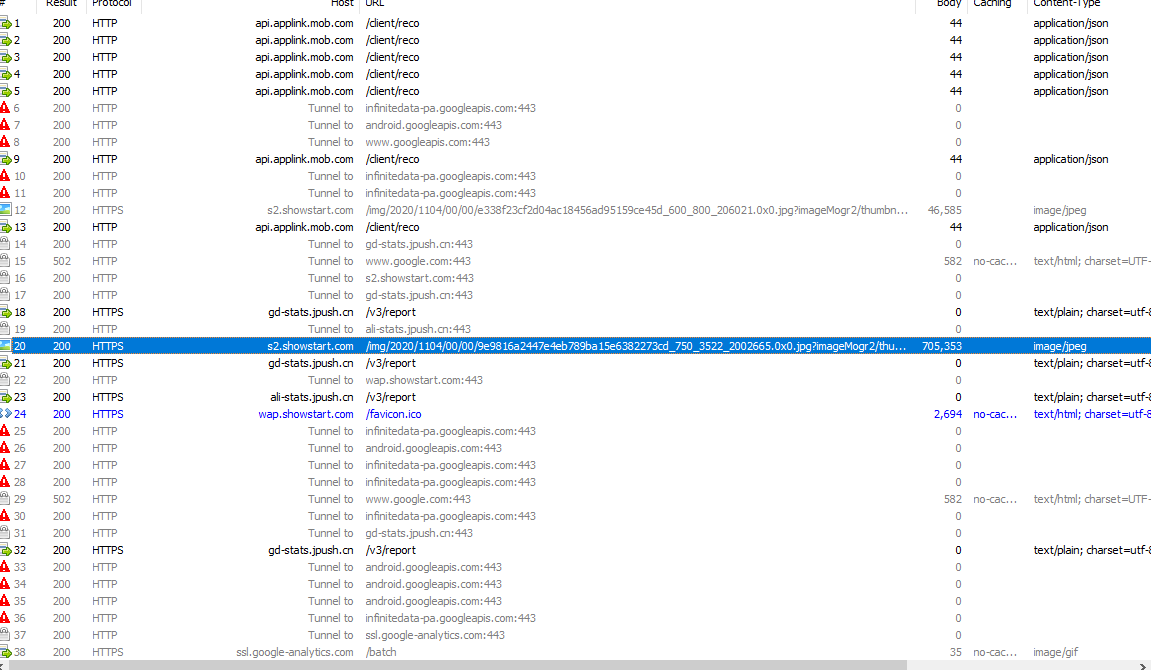 # Result Protocol Host URL Body Caching Content-Type
1 200 HTTP api.applink.mob.com /client/reco 44 application/json
2 200 HTTP api.applink.mob.com /client/reco 44 application/json
3 200 HTTP api.applink.mob.com /client/reco 44 application/json
4 200 HTTP api.applink.mob.com /client/reco 44 application/json
5 200 HTTP api.applink.mob.com /client/reco 44 application/json
6 200 HTTP Tunnel to infinitedata-pa.googleapis.com:443 0
7 200 HTTP Tunnel to android.googleapis.com:443 0
8 200 HTTP Tunnel to www.googleapis.com:443 0
9 200 HTTP api.applink.mob.com /client/reco 44 application/json
10 200 HTTP Tunnel to infinitedata-pa.googleapis.com:443 0
11 200 HTTP Tunnel to infinitedata-pa.googleapis.com:443 0
12 200 HTTPS s2.showstart.com /img/2020/1104/00/00/e338f23cf2d04ac18456ad95159ce45d_600_800_206021.0x0.jpg?imageMogr2/thumbn... 46,585 image/jpeg
13 200 HTTP api.applink.mob.com /client/reco 44 application/json
14 200 HTTP Tunnel to gd-stats.jpush.cn:443 0
15 502 HTTP Tunnel to www.google.com:443 582 no-cac... text/html; charset=UTF-
16 200 HTTP Tunnel to s2.showstart.com:443 0
17 200 HTTP Tunnel to gd-stats.jpush.cn:443 0
18 200 HTTPS gd-stats.jpush.cn /v3/report 0 text/plain; charset=utf-8
19 200 HTTP Tunnel to ali-stats.jpush.cn:443 0
20 200 HTTPS s2.showstart.com /img/2020/1104/00/00/9e9816a2447e4eb789ba15e6382273cd_750_3522_2002665.0x0.jpg?imageMogr2/thu... 705,353 image/jpeg
21 200 HTTPS gd-stats.jpush.cn /v3/report 0 text/plain; charset=utf-8
22 200 HTTP Tunnel to wap.showstart.com:443 0
23 200 HTTPS ali-stats.jpush.cn /v3/report 0 text/plain; charset=utf-8
24 200 HTTPS wap.showstart.com /favicon.ico 2,694 no-cac... text/html; charset=utf-8
25 200 HTTP Tunnel to infinitedata-pa.googleapis.com:443 0
26 200 HTTP Tunnel to android.googleapis.com:443 0
27 200 HTTP Tunnel to infinitedata-pa.googleapis.com:443 0
28 200 HTTP Tunnel to infinitedata-pa.googleapis.com:443 0
29 502 HTTP Tunnel to www.google.com:443 582 no-cac... text/html; charset=UTF-
30 200 HTTP Tunnel to infinitedata-pa.googleapis.com:443 0
31 200 HTTP Tunnel to gd-stats.jpush.cn:443 0
32 200 HTTPS gd-stats.jpush.cn /v3/report 0 text/plain; charset=utf-8
33 200 HTTP Tunnel to android.googleapis.com:443 0
34 200 HTTP Tunnel to android.googleapis.com:443 0
35 200 HTTP Tunnel to android.googleapis.com:443 0
36 200 HTTP Tunnel to infinitedata-pa.googleapis.com:443 0
37 200 HTTP Tunnel to ssl.google-analytics.com:443 0
38 200 HTTPS ssl.google-analytics.com /batch 35 no-cac... image/gif